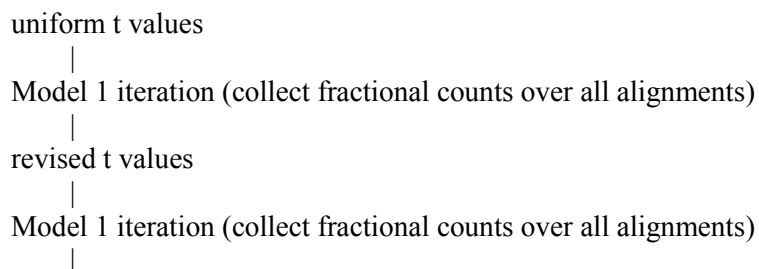 uniform t values
|
Model 1 iteration (collect fractional counts over all alignments)
|
revised t values
|
Model 1 iteration (collect fractional counts over all alignments)
|